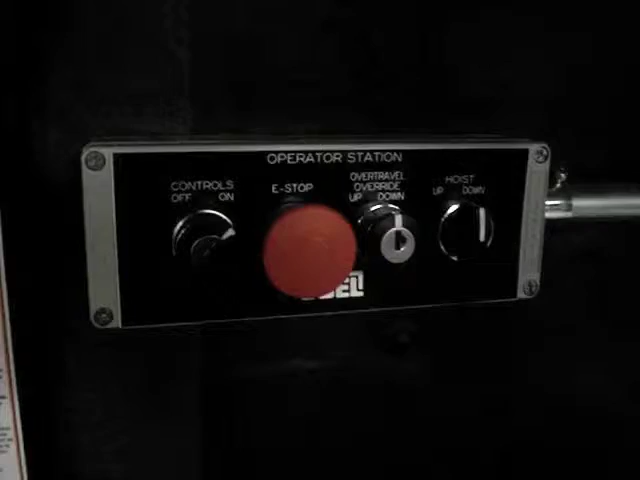 OPERATOR STATION
CONTROLS
OFF ON
E-STOP
OVERTRAVEL
OVERRIDE
UP DOWN
HOIST
UP DOWN